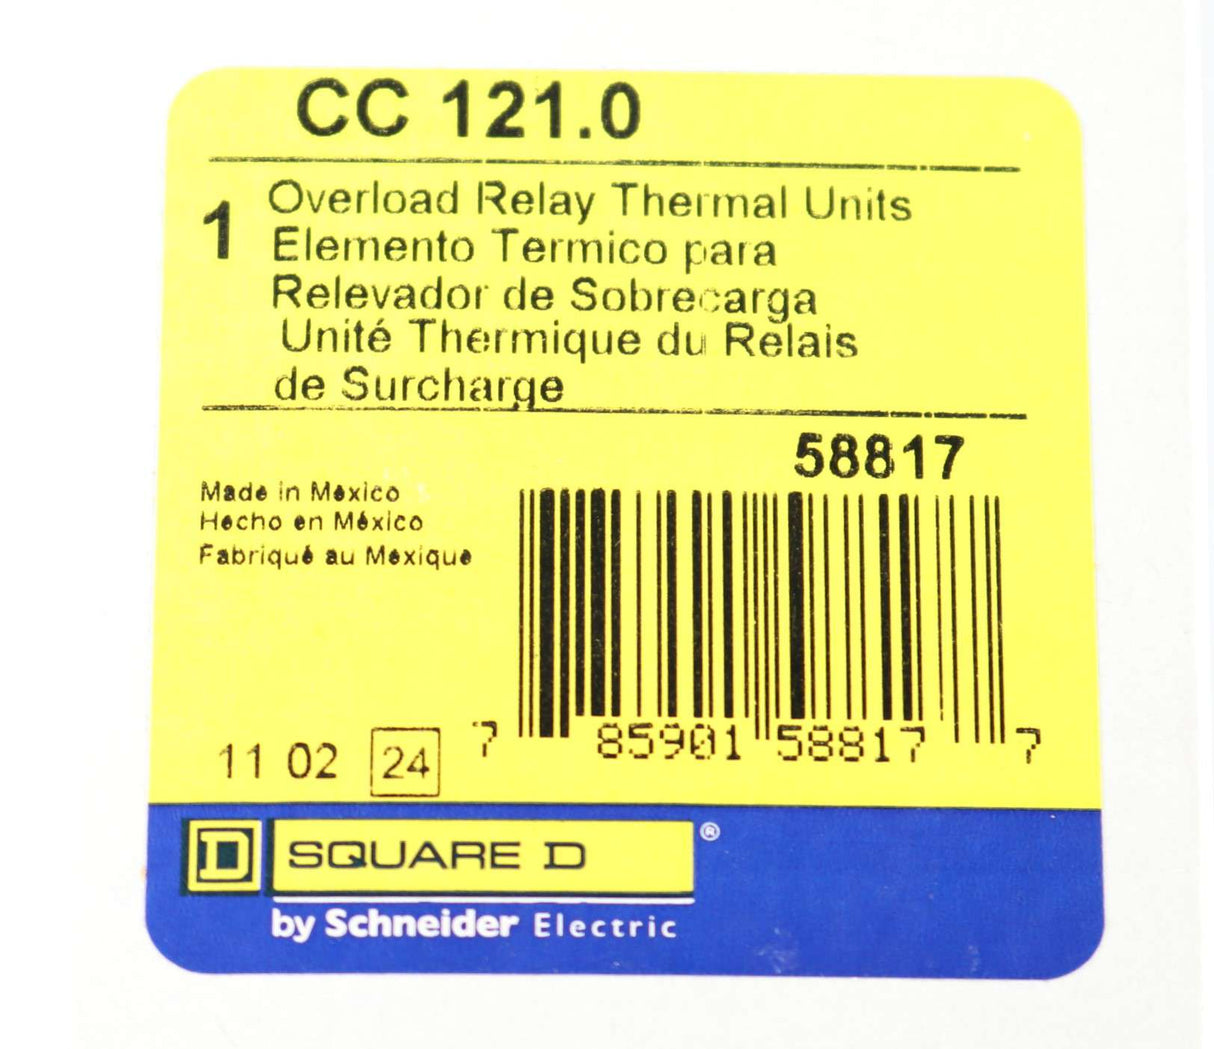 CC 121.0
1
Overload Relay Thermal Units
Elemento Termico para
Relevador de Sobrecarga
Unité Thermique du Relais
de Surcharge
58817
Made in Mexico
Hecho en México
Fabriqué au Mexique
7 85901 58817 7
11 02 24
D SQUARE D ®
by Schneider Electric